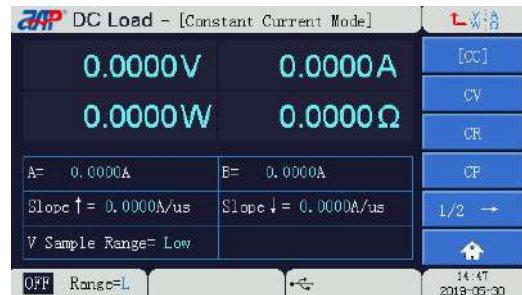 DC Load - [Constant Current Mode]
0.0000V 0.0000A
0.0000W 0.0000Ω
A= 0.0000A B= 0.0000A
Slope↑= 0.0000A/us Slope↓= 0.0000A/us
V Sample Range= Low
[CC]
CV
CR
CP
1/2 →
OFF Range=L
14:47
2019-05-30